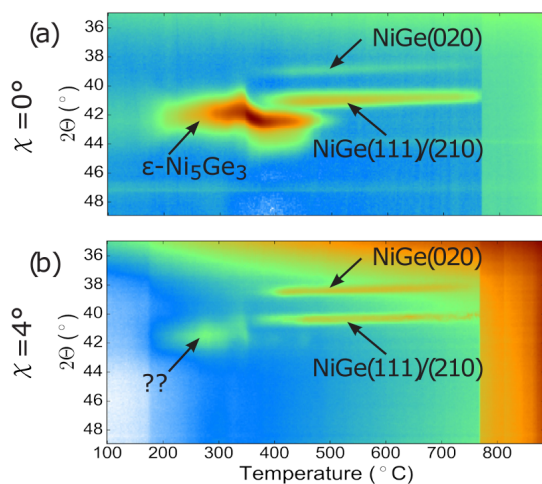 (a)
χ=0°
2Θ (°)
36
38
40
42
44
46
48
NiGe(020)
NiGe(111)/(210)
ε-Ni₅Ge₃
(b)
χ=4°
2Θ (°)
36
38
40
42
44
46
48
NiGe(020)
NiGe(111)/(210)
??
100 200 300 400 500 600 700 800
Temperature (°C)